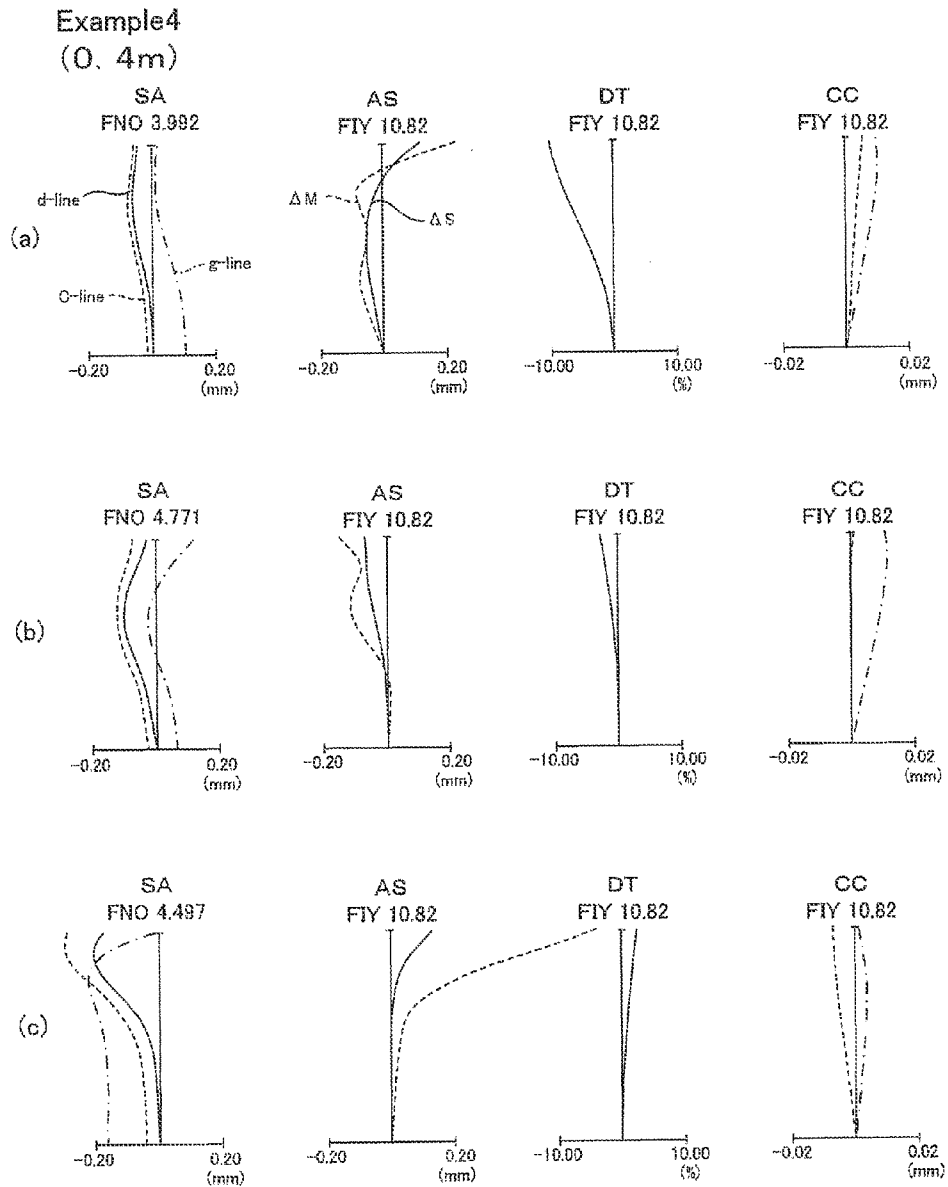 Example4
(0. 4m)
SA AS DT CC
FNO 3.992 FIY 10.82 FIY 10.82 FIY 10.82
d-line
ΔM
ΔS
(a)
g-line
C-line
-0.20 0.20 -0.20 0.20 -10.00 10.00 -0.02 0.02
(mm) (mm) (%) (mm)
SA AS DT CC
FNO 4.771 FIY 10.82 FIY 10.82 FIY 10.82
(b)
-0.20 0.20 -0.20 0.20 -10.00 10.00 -0.02 0.02
(mm) (mm) (%) (mm)
SA AS DT CC
FNO 4.497 FIY 10.82 FIY 10.82 FIY 10.82
(c)
-0.20 0.20 -0.20 0.20 -10.00 10.00 -0.02 0.02
(mm) (mm) (%) (mm)